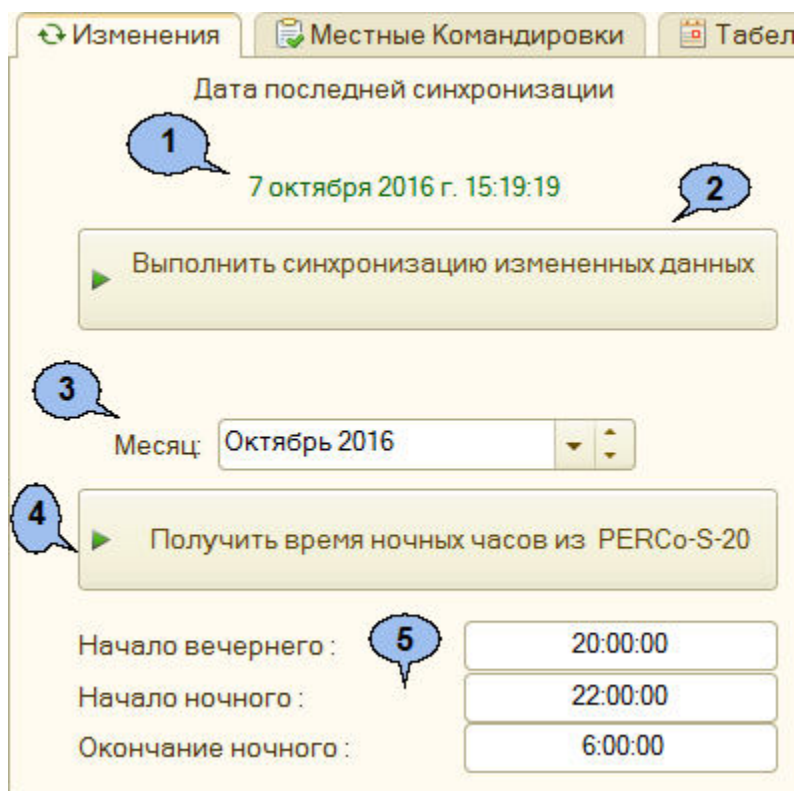 Изменения Местные Командировки Табел
Дата последней синхронизации
1
7 октября 2016 г. 15:19:19
2
Выполнить синхронизацию измененных данных
3
Месяц: Октябрь 2016
4
Получить время ночных часов из PERCo-S-20
5
Начало вечернего : 20:00:00
Начало ночного : 22:00:00
Окончание ночного : 6:00:00